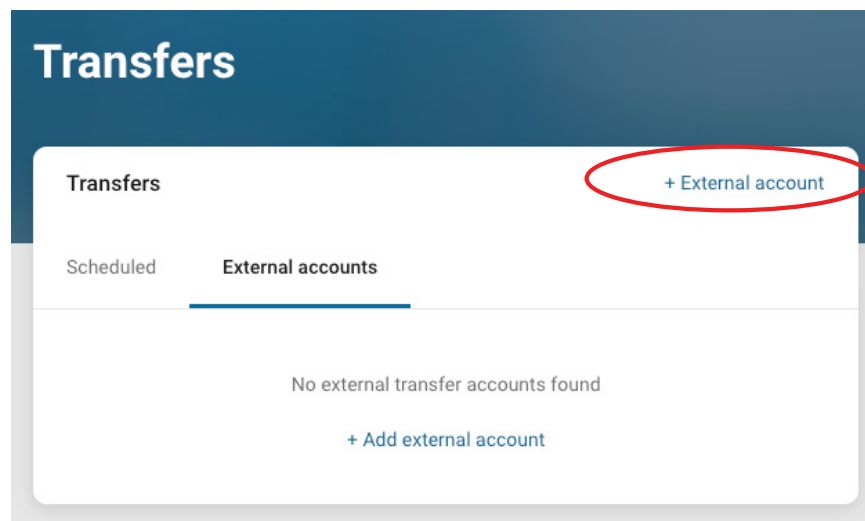 Transfers
Transfers
+ External account
Scheduled
External accounts
No external transfer accounts found
+ Add external account